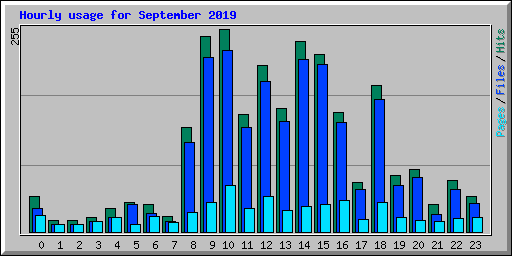 Hourly usage for September 2019
255
Pages/Files/Hits
0 1 2 3 4 5 6 7 8 9 10 11 12 13 14 15 16 17 18 19 20 21 22 23